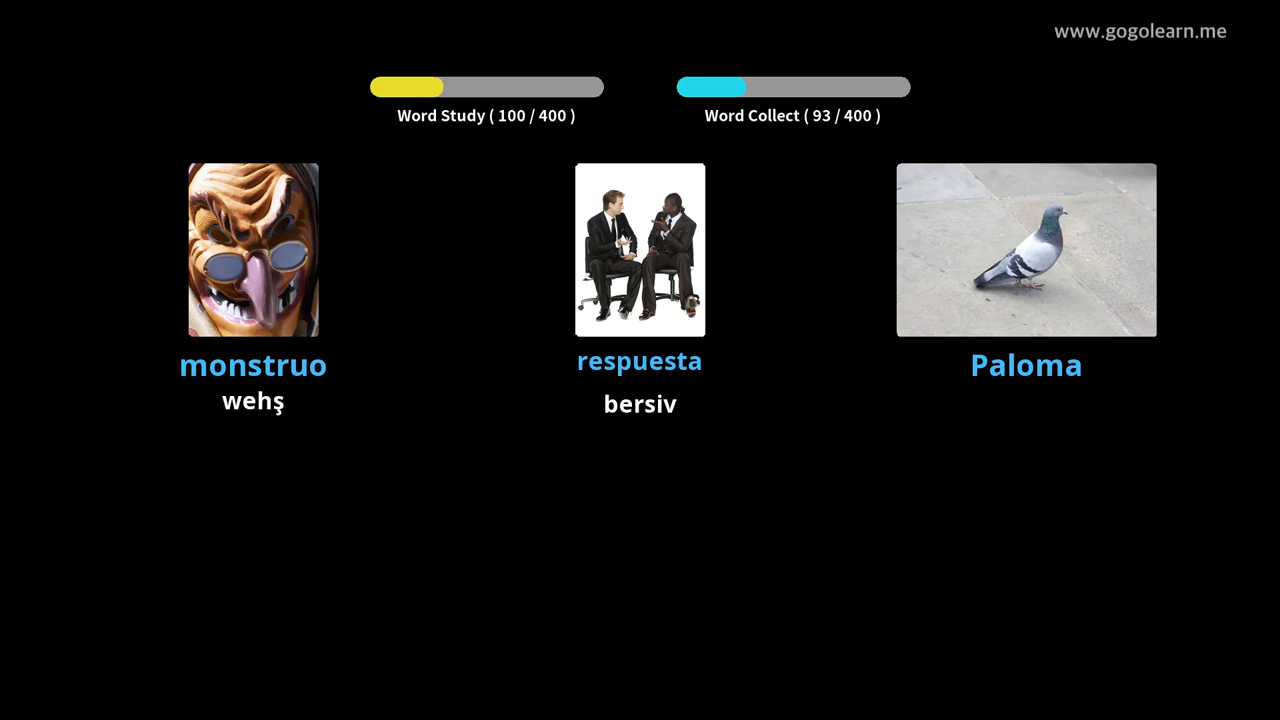 www.gogolearn.me
Word Study ( 100 / 400 )
Word Collect ( 93 / 400 )
monstruo
wehş
respuesta
bersiv
Paloma